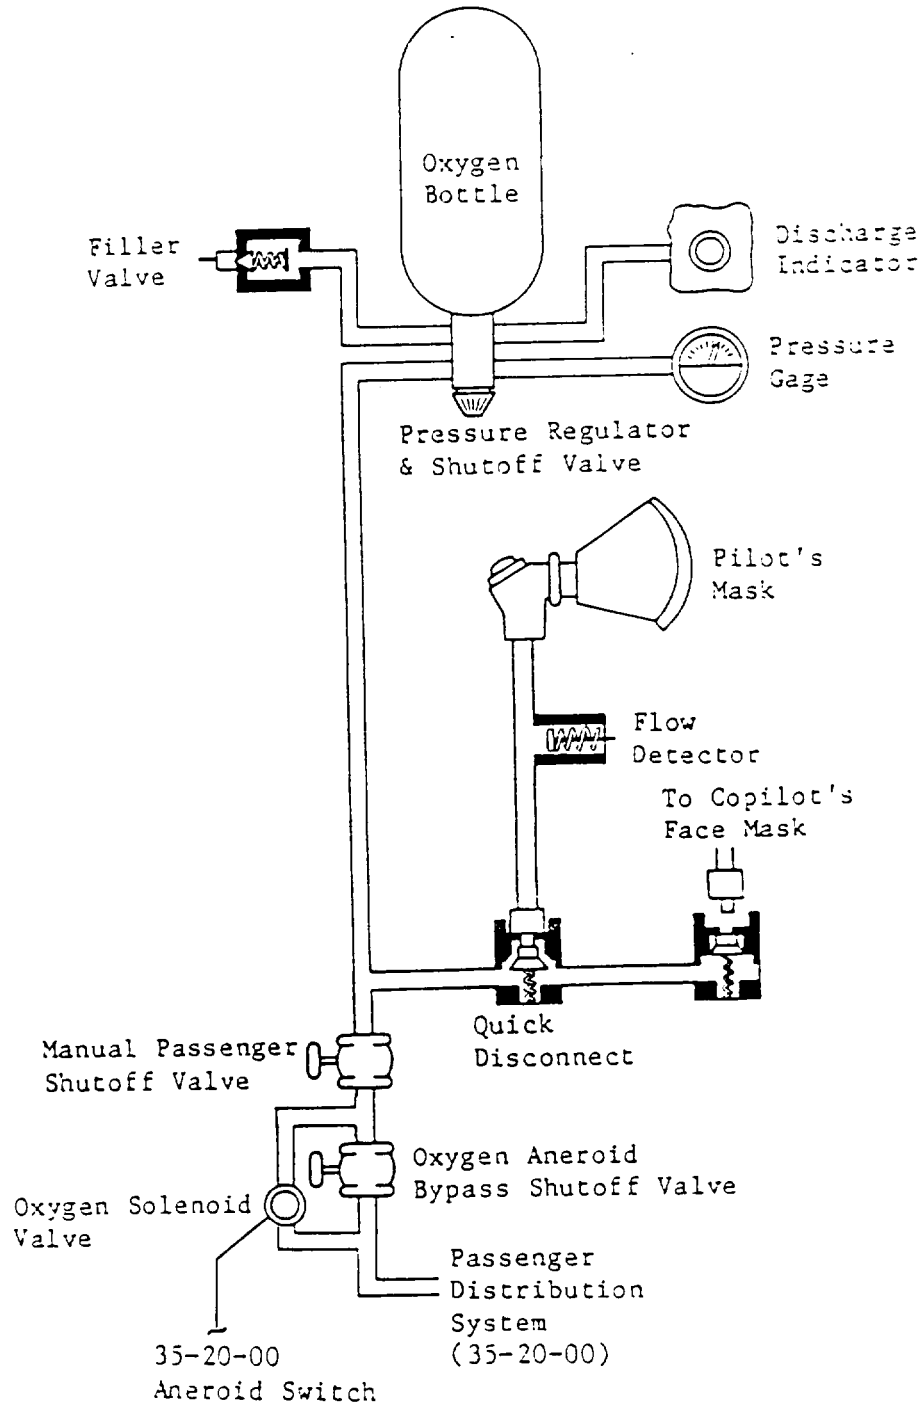 Oxygen
Bottle
Filler
Valve
Discharge
Indicator
Pressure
Gage
Pressure Regulator
& Shutoff Valve
Pilot's
Mask
Flow
Detector
To Copilot's
Face Mask
Quick
Disconnect
Manual Passenger
Shutoff Valve
Oxygen Aneroid
Bypass Shutoff Valve
Oxygen Solenoid
Valve
Passenger
Distribution
System
(35-20-00)
35-20-00
Aneroid Switch